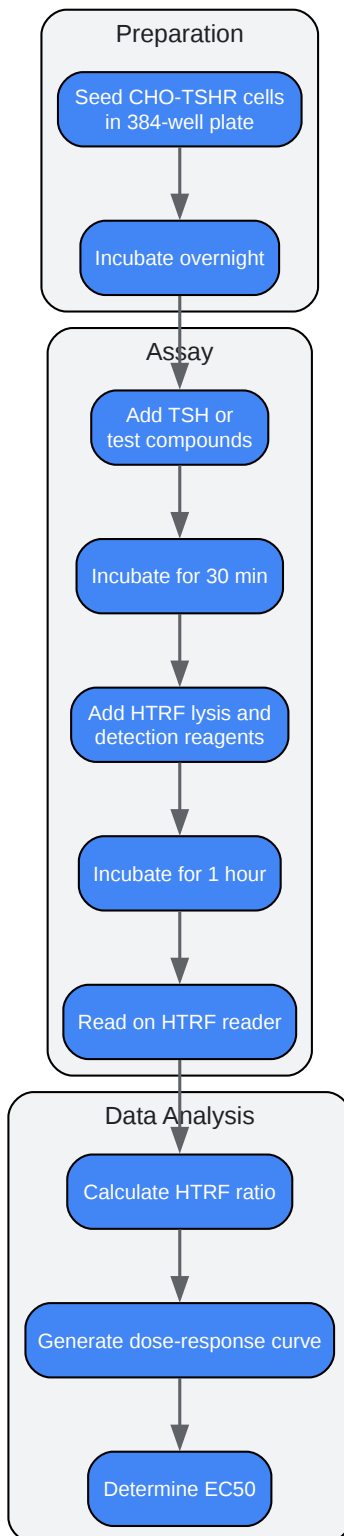 Preparation
Seed CHO-TSHR cells
in 384-well plate
Incubate overnight
Assay
Add TSH or
test compounds
Incubate for 30 min
Add HTRF lysis and
detection reagents
Incubate for 1 hour
Read on HTRF reader
Data Analysis
Calculate HTRF ratio
Generate dose-response curve
Determine EC50